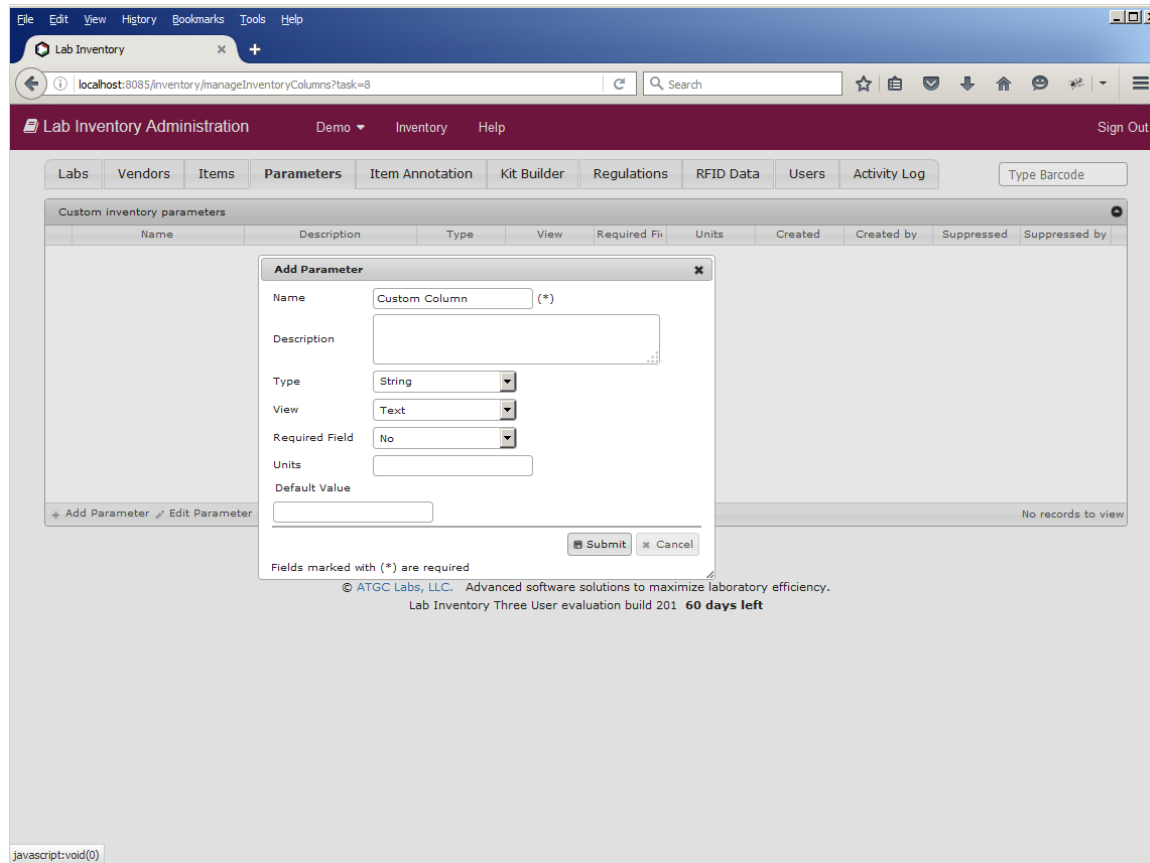 File Edit View History Bookmarks Tools Help
Lab Inventory
localhost:8085/inventory/manageInventoryColumns?task=8
Search
Lab Inventory Administration Demo Inventory Help Sign Out
Labs Vendors Items Parameters Item Annotation Kit Builder Regulations RFID Data Users Activity Log Type Barcode
Custom inventory parameters
Name Description Type View Required Fi Units Created Created by Suppressed Suppressed by
Add Parameter
Name Custom Column (*)
Description
Type String
View Text
Required Field No
Units
Default Value
Add Parameter Edit Parameter No records to view
Submit Cancel
Fields marked with (*) are required
© ATGC Labs, LLC. Advanced software solutions to maximize laboratory efficiency.
Lab Inventory Three User evaluation build 201 60 days left
javascript:void(0)